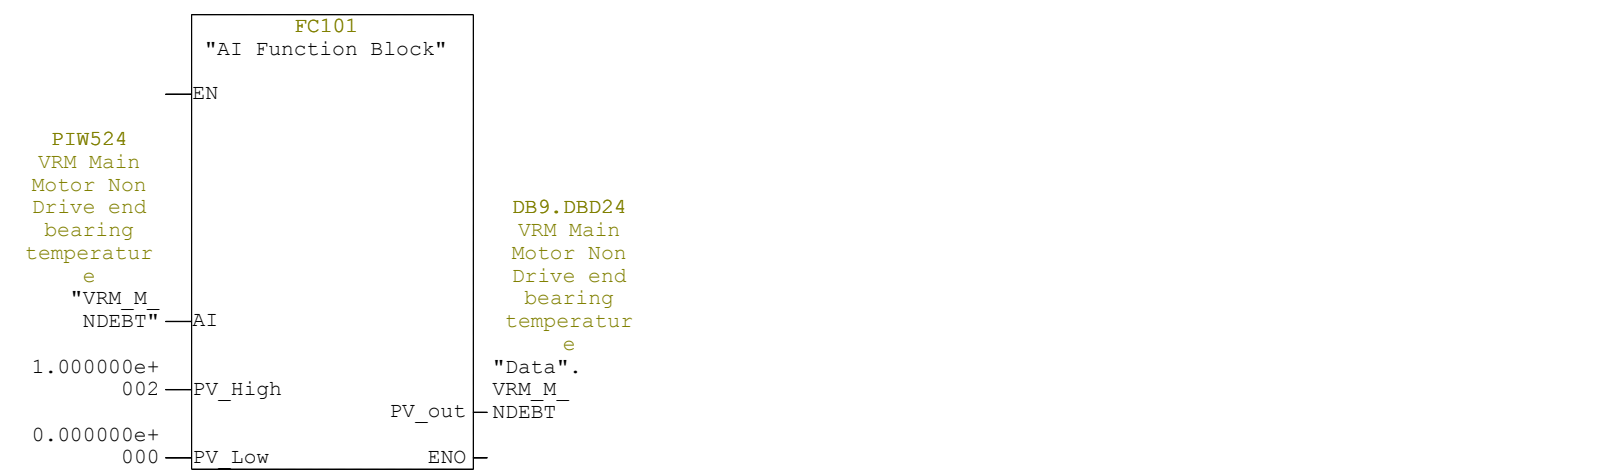 FC101
"AI Function Block"
EN
PIW524
VRM Main
Motor Non
Drive end
bearing
temperatur
e
"VRM_M_
NDEBT"
AI
1.000000e+
002
PV_High
0.000000e+
000
PV_Low
DB9.DBD24
VRM Main
Motor Non
Drive end
bearing
temperatur
e
"Data".
VRM_M_
NDEBT
PV_out
ENO